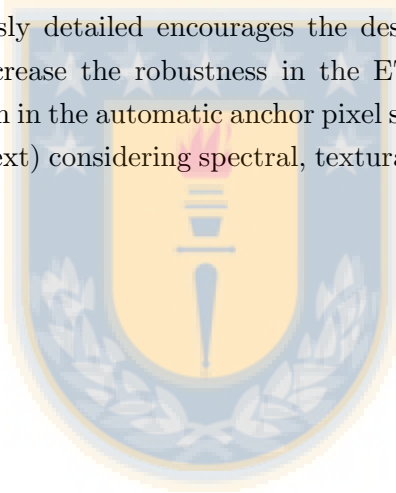 sly detailed encourages the des
crease the robustness in the ET
n in the automatic anchor pixel s
ext) considering spectral, textura